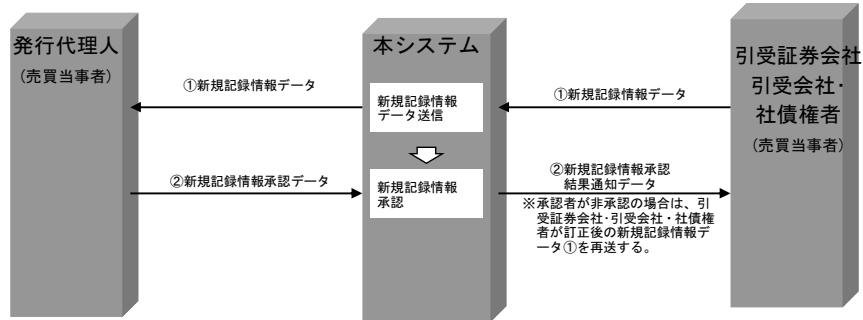 発行代理人
(売買当事者)
本システム
引受証券会社
引受会社・
社債権者
(売買当事者)
①新規記録情報データ
①新規記録情報データ
新規記録情報
データ送信
②新規記録情報承認データ
新規記録情報
承認
②新規記録情報承認
結果通知データ
※承認者が非承認の場合は、引
受証券会社・引受会社・社債権
者が訂正後の新規記録情報デ
ータ①を再送する。